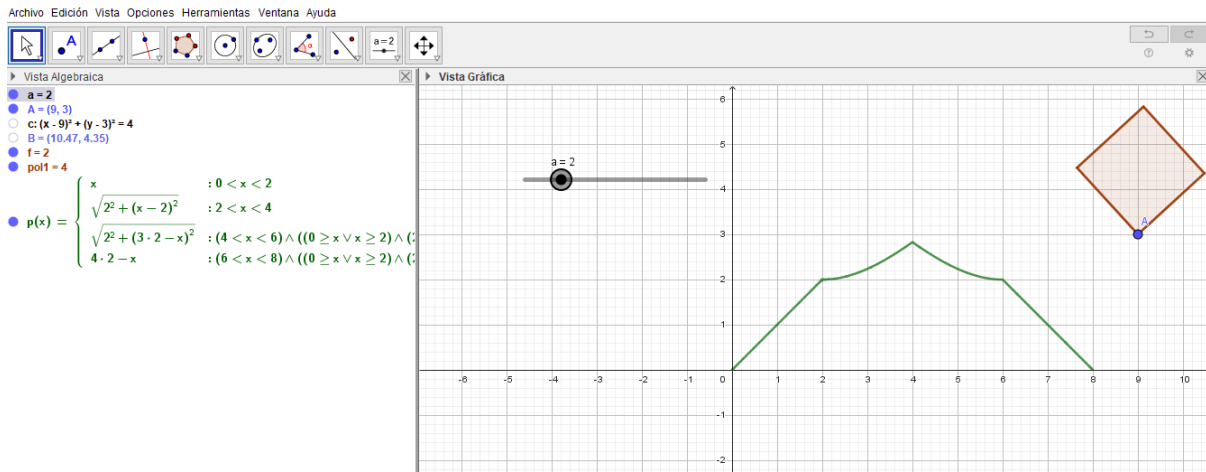 Archivo Edición Vista Opciones Herramientas Ventana Ayuda
A
α
a=2
Vista Algebraica
Vista Gráfica
a = 2
A = (9, 3)
c: (x - 9)² + (y - 3)² = 4
B = (10.47, 4.35)
f = 2
pol1 = 4
p(x) =
x : 0 < x < 2
√(2² + (x − 2)²) : 2 < x < 4
√(2² + (3 · 2 − x)²) : (4 < x < 6) ∧ ((0 ≥ x ∨ x ≥ 2) ∧ (2
4 · 2 − x : (6 < x < 8) ∧ ((0 ≥ x ∨ x ≥ 2) ∧ (2
a = 2
A
6
5
4
3
2
1
-6 -5 -4 -3 -2 -1 0 1 2 3 4 5 6 7 8 9 10
-1
-2